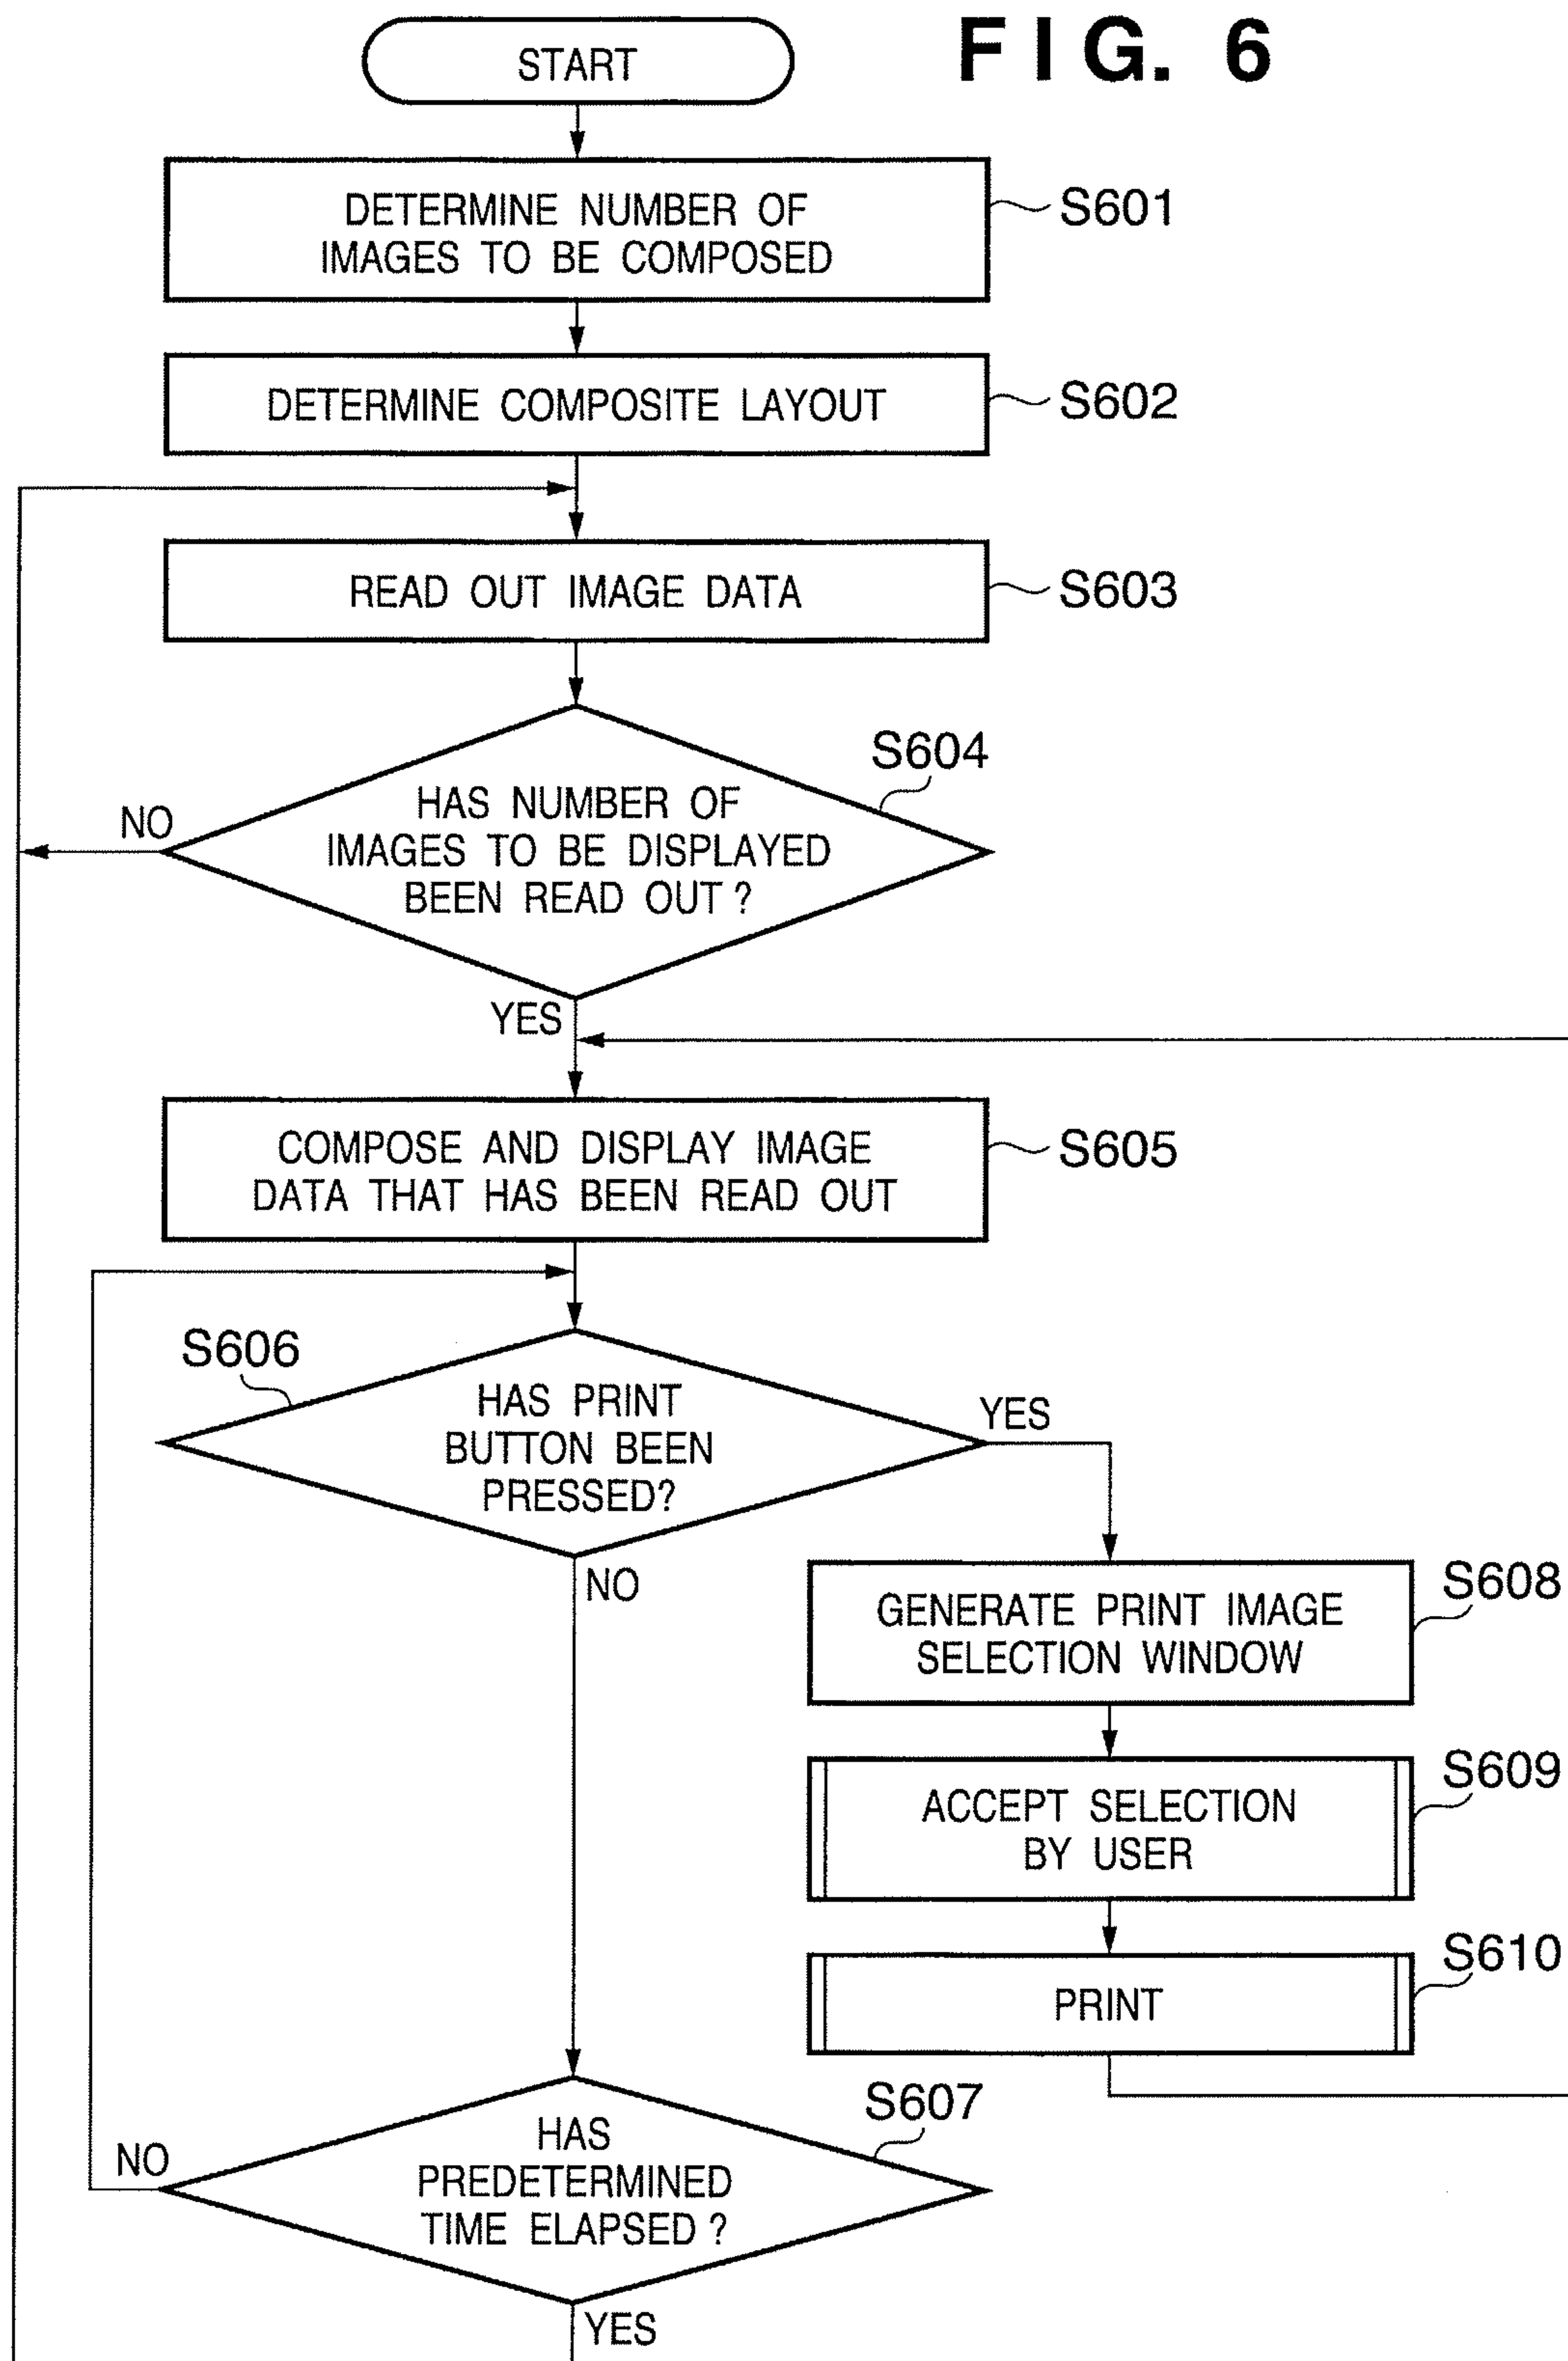 FIG. 6
START
DETERMINE NUMBER OF
IMAGES TO BE COMPOSED
S601
DETERMINE COMPOSITE LAYOUT
S602
READ OUT IMAGE DATA
S603
S604
HAS NUMBER OF
IMAGES TO BE DISPLAYED
BEEN READ OUT ?
NO
YES
COMPOSE AND DISPLAY IMAGE
DATA THAT HAS BEEN READ OUT
S605
S606
HAS PRINT
BUTTON BEEN
PRESSED?
YES
NO
GENERATE PRINT IMAGE
SELECTION WINDOW
S608
ACCEPT SELECTION
BY USER
S609
PRINT
S610
S607
HAS
PREDETERMINED
TIME ELAPSED ?
NO
YES